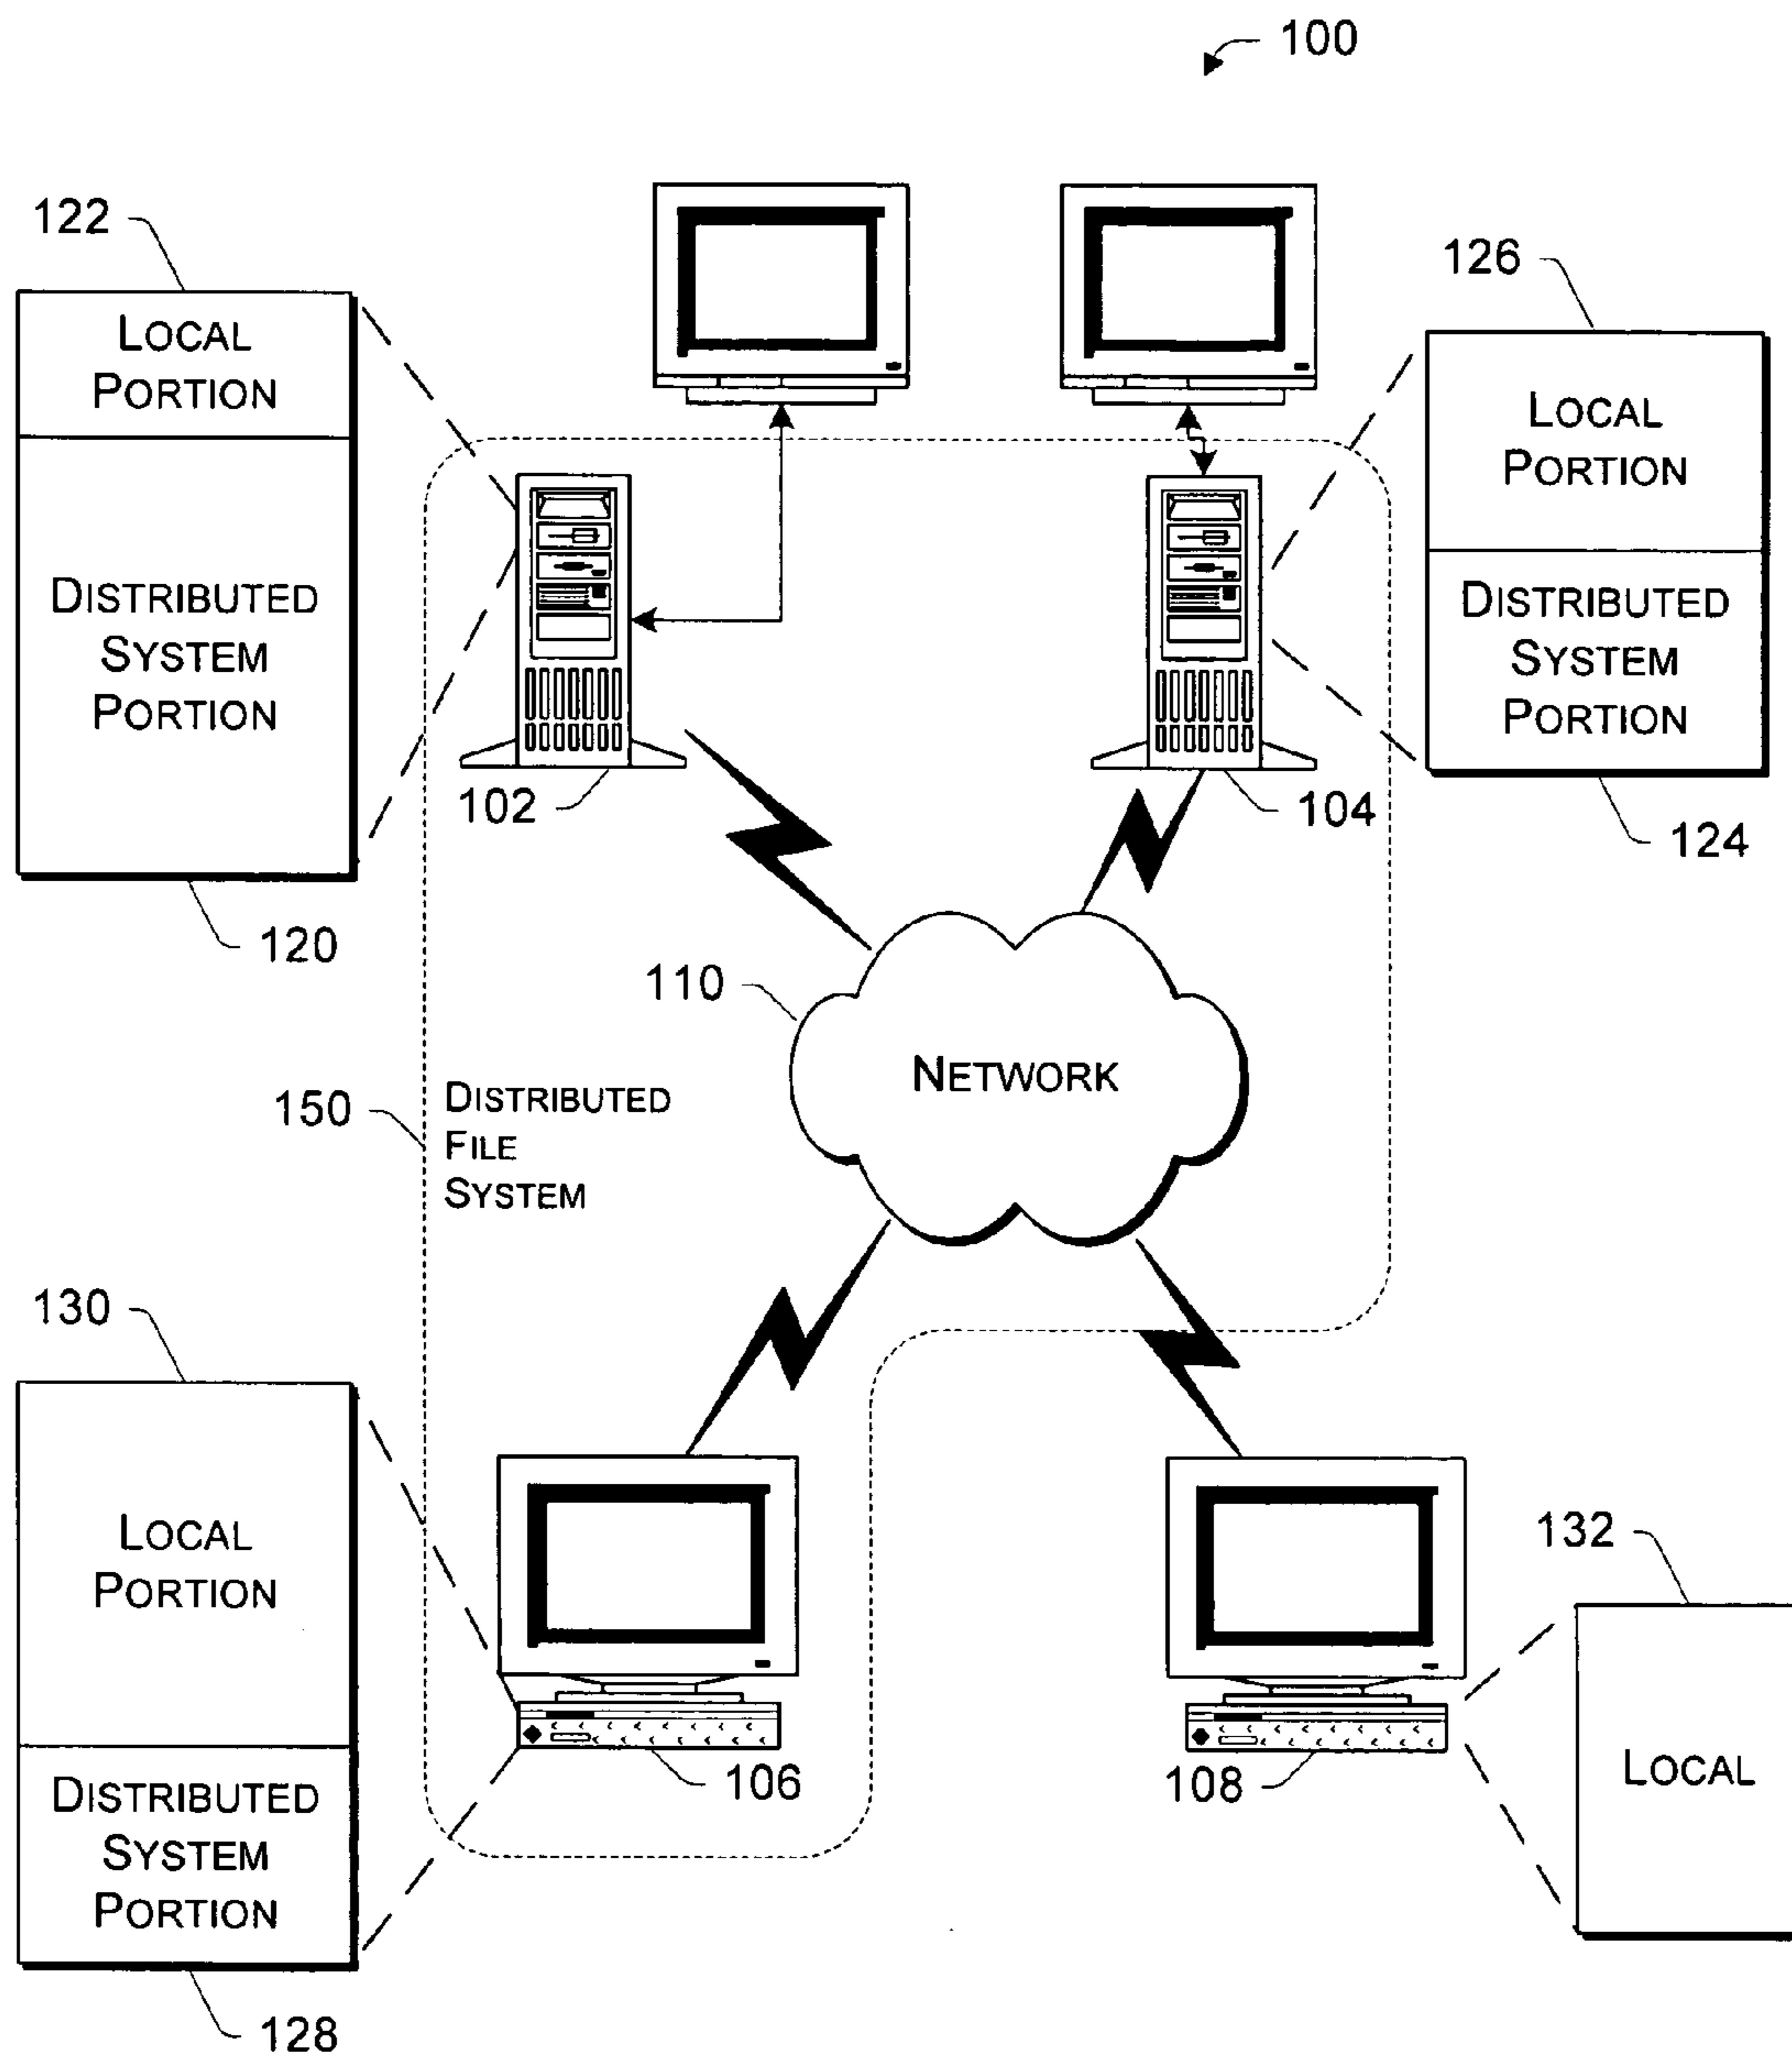 100
122
126
LOCAL
PORTION
LOCAL
PORTION
DISTRIBUTED
SYSTEM
PORTION
DISTRIBUTED
SYSTEM
PORTION
102
104
124
120
110
NETWORK
150
DISTRIBUTED
FILE
SYSTEM
130
LOCAL
PORTION
132
DISTRIBUTED
SYSTEM
PORTION
106
108
LOCAL
128